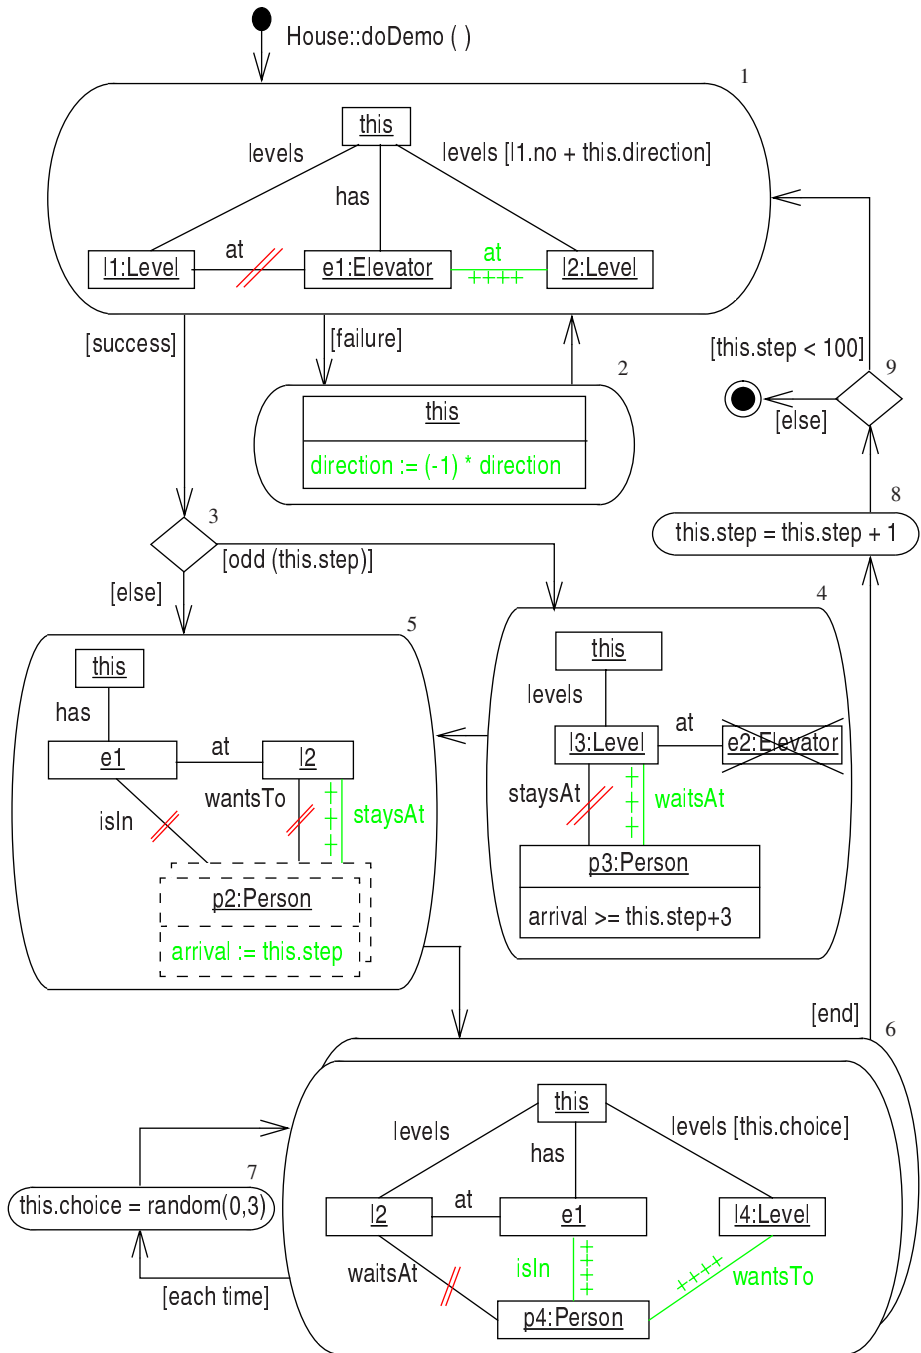 House::doDemo ( )
1
this
levels
levels [l1.no + this.direction]
has
at
at
l1:Level
e1:Elevator
++++
l2:Level
[success]
[failure]
[this.step < 100]
2
9
this
[else]
direction := (-1) * direction
8
3
this.step = this.step + 1
[odd (this.step)]
[else]
4
5
this
this
levels
has
at
at
l3:Level
e2:Elevator
e1
l2
wantsTo
staysAt
++++
waitsAt
isIn
++++
staysAt
p3:Person
p2:Person
arrival >= this.step+3
arrival := this.step
[end]
6
this
levels
levels [this.choice]
has
7
this.choice = random(0,3)
at
l2
e1
l4:Level
waitsAt
isIn
++++
++++
wantsTo
[each time]
p4:Person